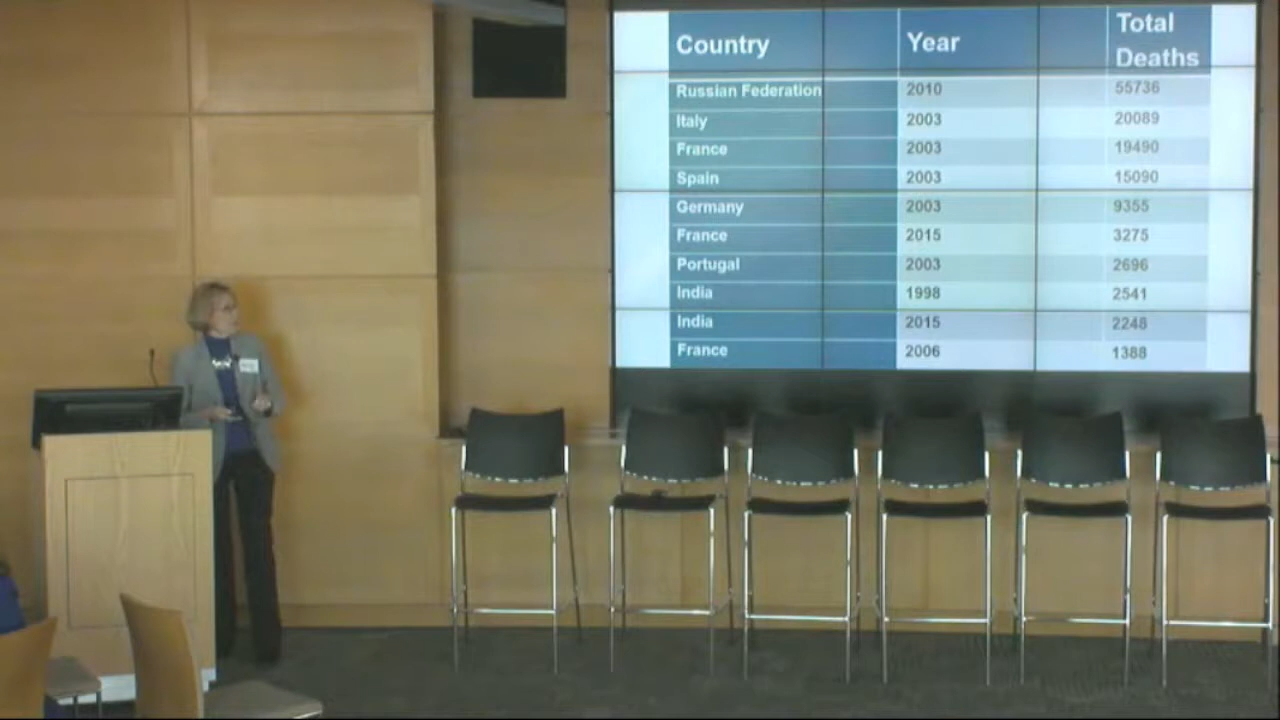 Country Year Total Deaths
Russian Federation 2010 55736
Italy 2003 20089
France 2003 19490
Spain 2003 15090
Germany 2003 9355
France 2015 3275
Portugal 2003 2696
India 1998 2541
India 2015 2248
France 2006 1388